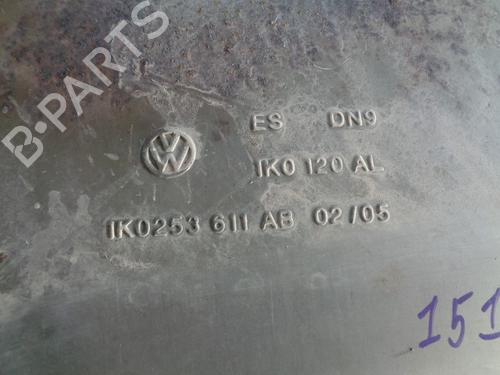 B-PARTS
ES DN9
1K0 120 AL
1K0253 611 AB 02/05
151